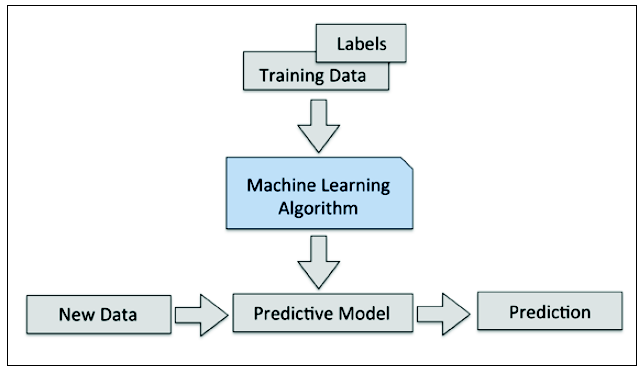 Labels
Training Data
Machine Learning
Algorithm
New Data
Predictive Model
Prediction